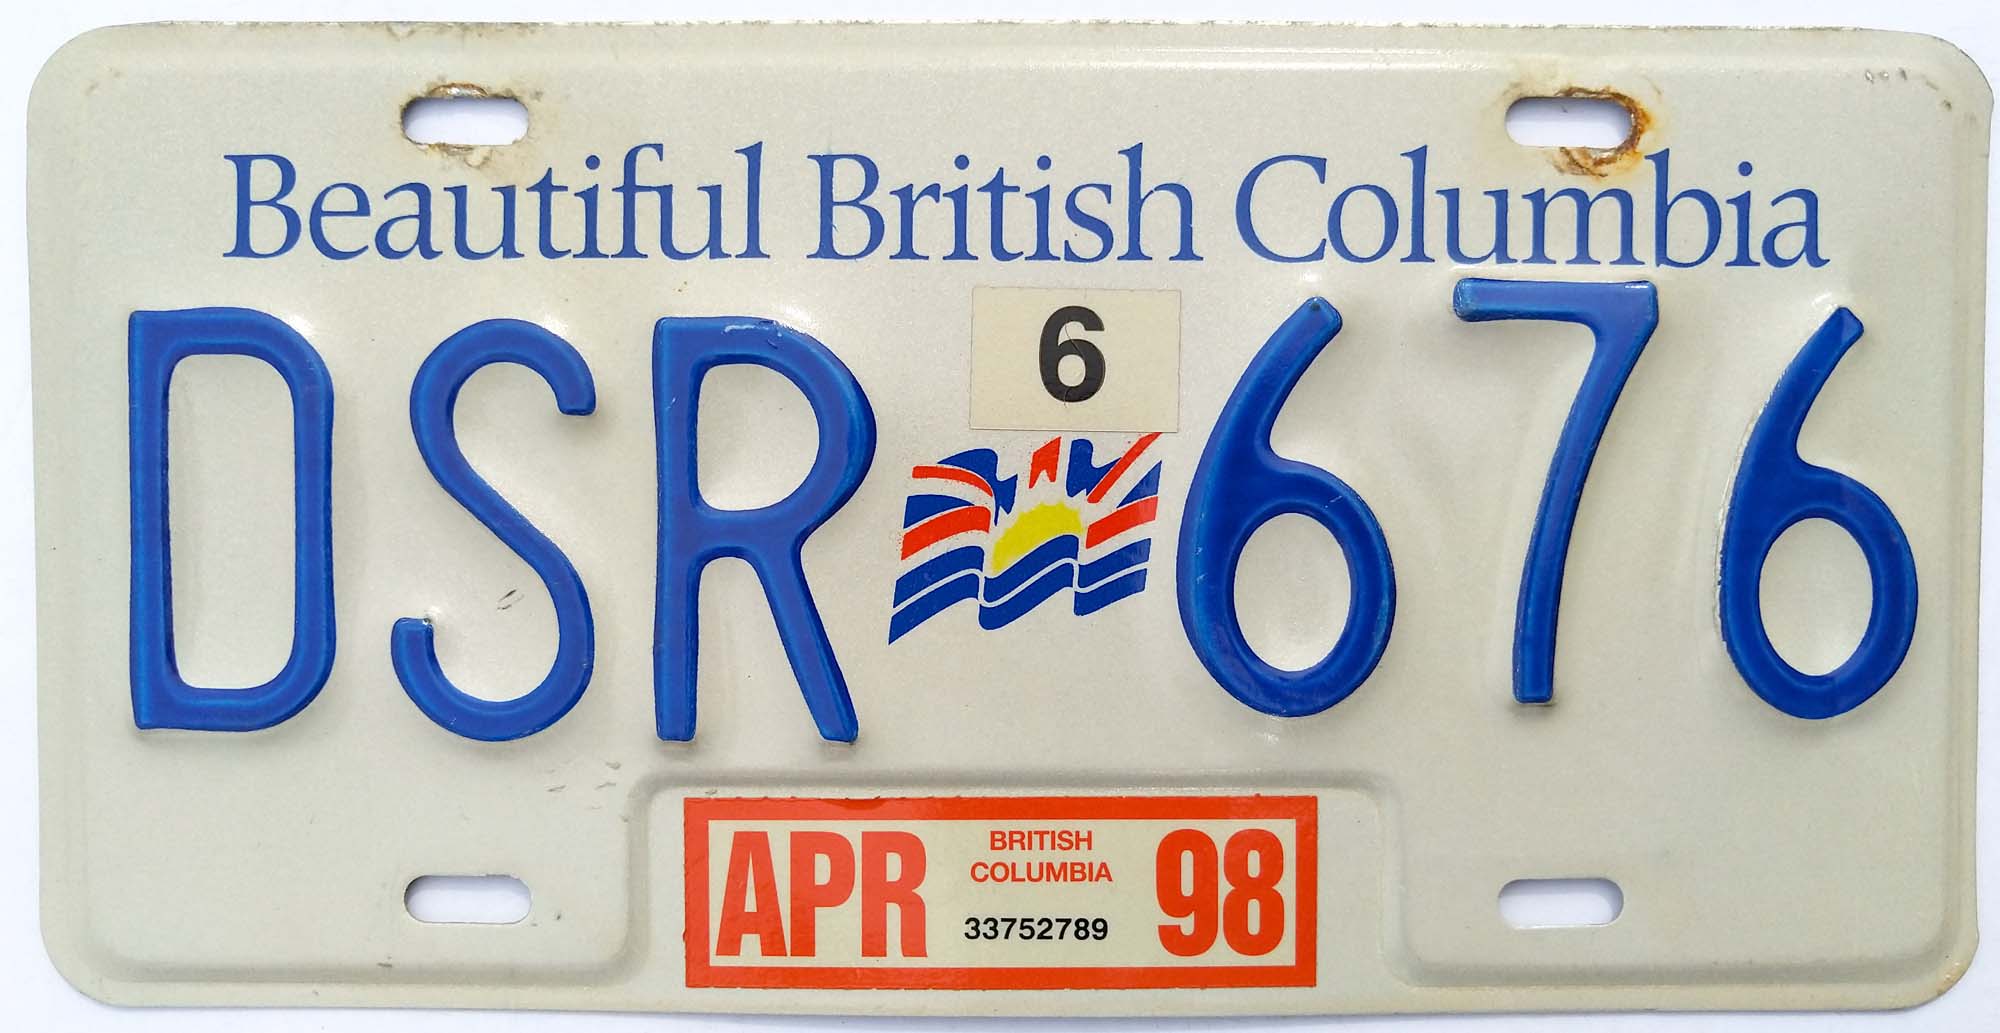 Beautiful British Columbia
6
DSR 676
APR BRITISH COLUMBIA 98
33752789